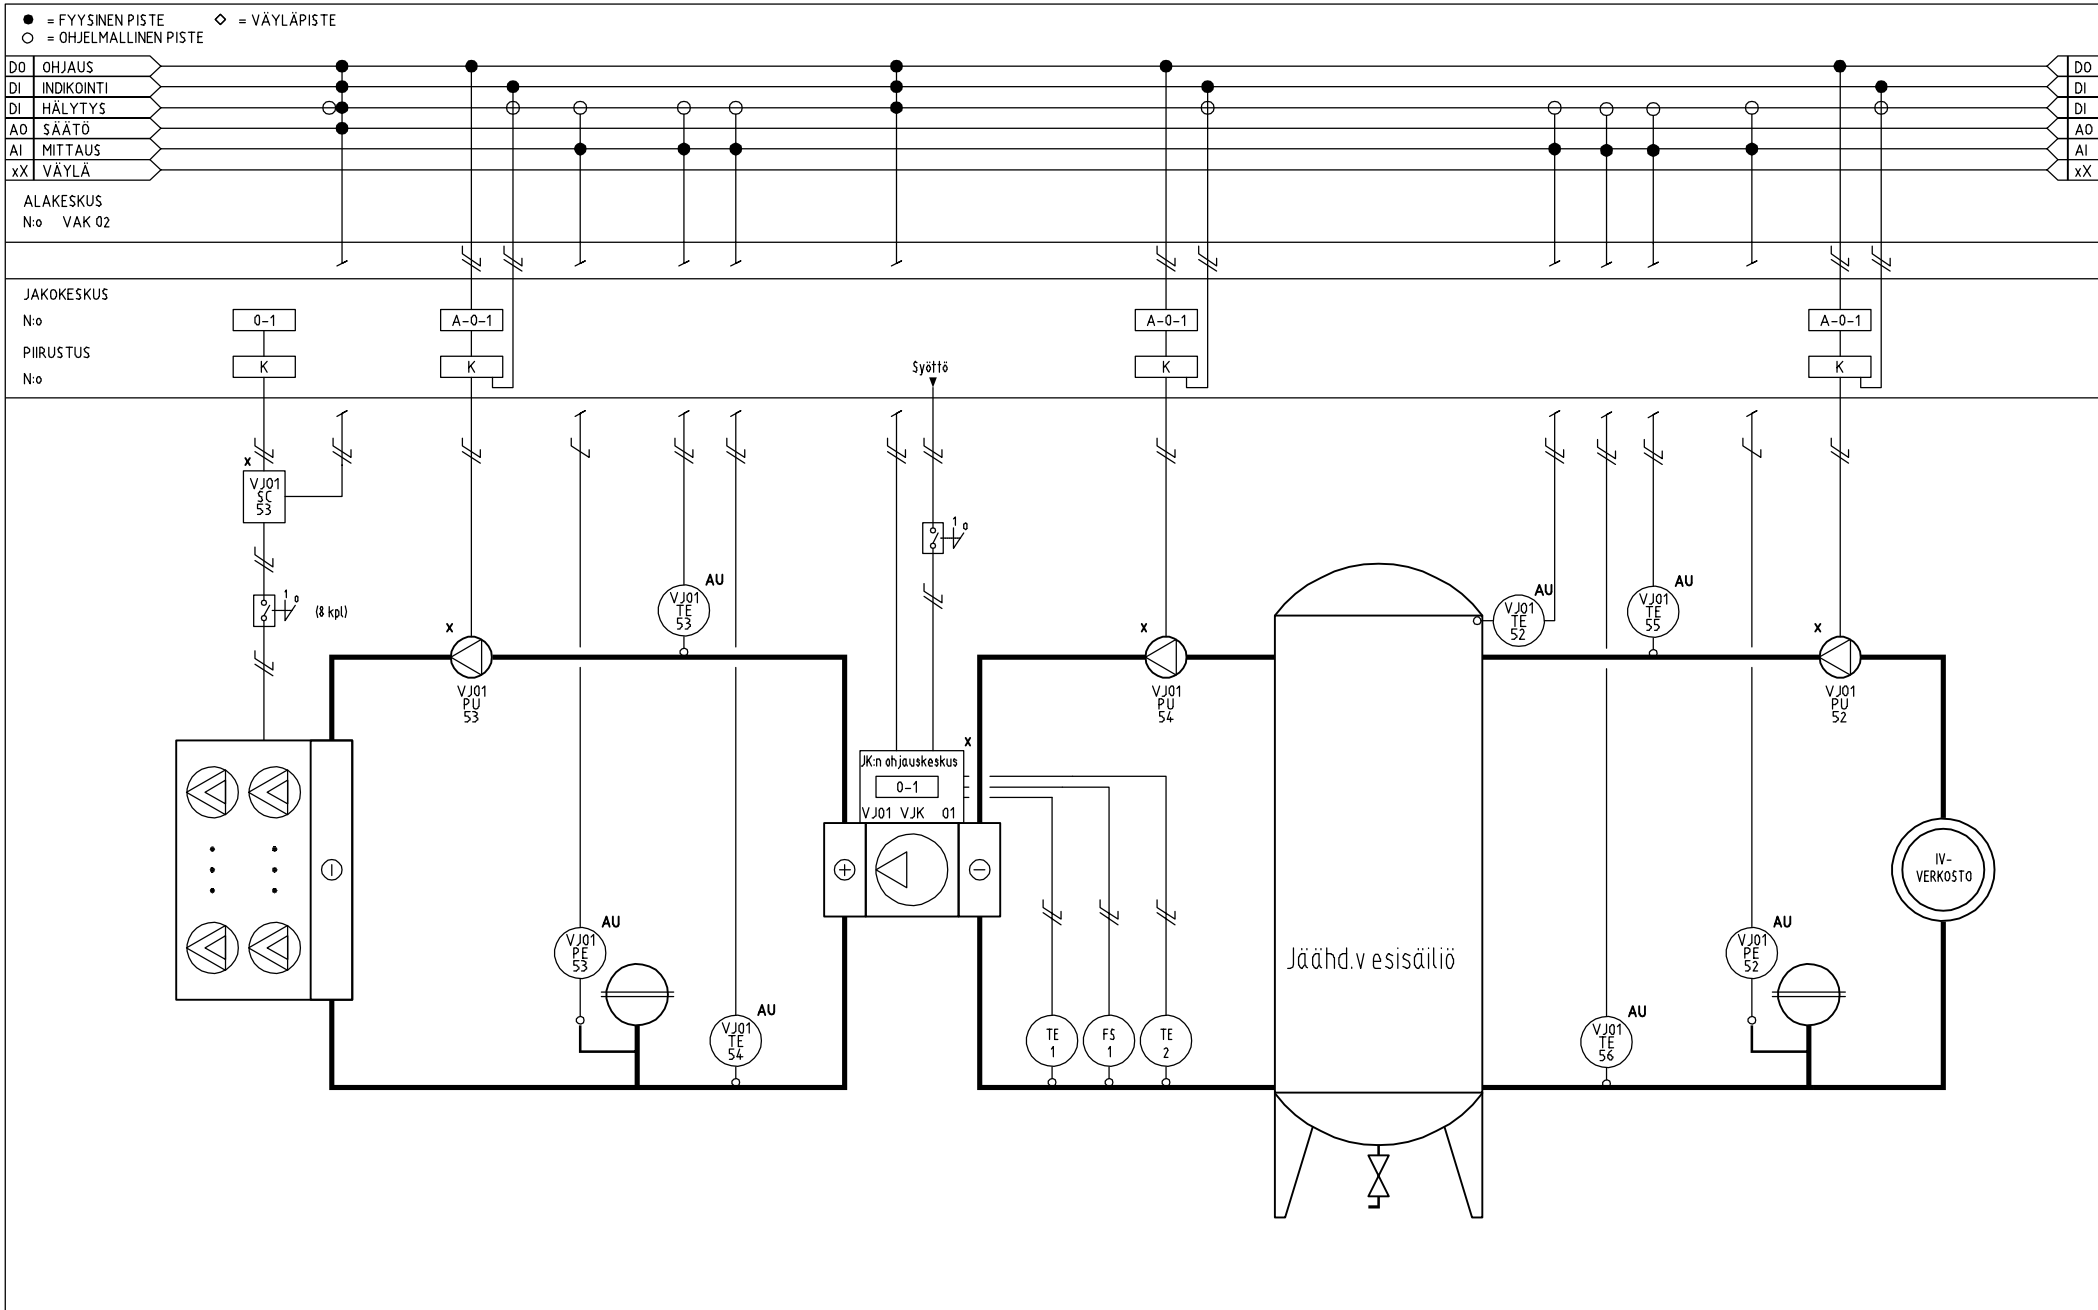 ● = FYYSINEN PISTE ◇ = VÄYLÄPISTE
○ = OHJELMALLINEN PISTE
DO OHJAUS DO
DI INDIKOINTI DI
DI HÄLYTYS DI
AO SÄÄTÖ AO
AI MITTAUS AI
xX VÄYLÄ xX
ALAKESKUS
N:o VAK 02
JAKOKESKUS
N:o
PIIRUSTUS
N:o
0-1
K
A-0-1
K
Syöttö
A-0-1
K
A-0-1
K
x
VJ01
SC
53
1 0
(8 kpl)
x
VJ01
PU
53
AU
VJ01
TE
53
1 0
x
VJ01
PU
54
AU
VJ01
TE
52
AU
VJ01
TE
55
x
VJ01
PU
52
x
JK:n ohjauskeskus
0-1
VJ01 VJK 01
IV-
VERKOSTO
AU
VJ01
PE
53
AU
VJ01
TE
54
TE
1
FS
1
TE
2
Jäähd.vesisäiliö
AU
VJ01
TE
56
AU
VJ01
PE
52